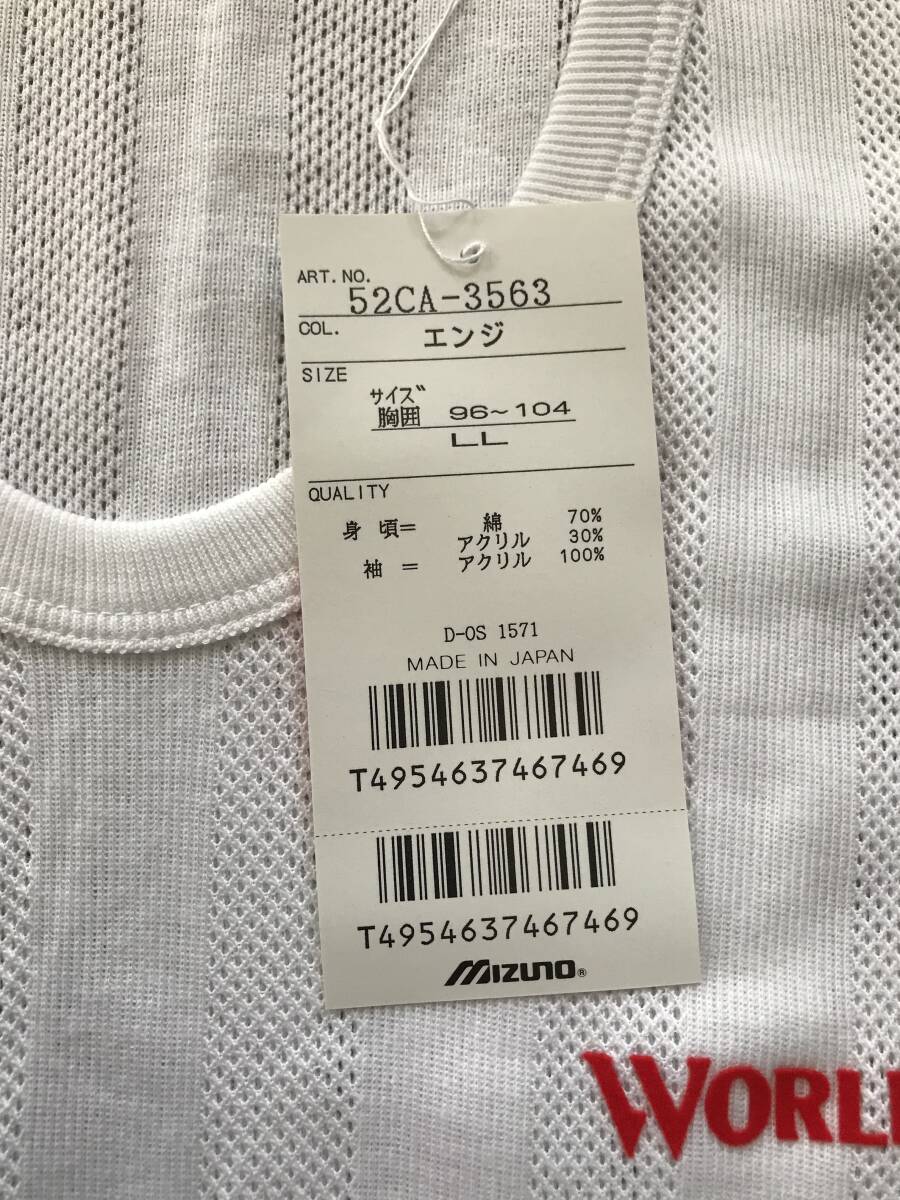 ART.NO.
52CA-3563
COL.
エンジ
SIZE
サイズ
胸囲 96~104
LL
QUALITY
身頃= 綿 70%
アクリル 30%
袖 = アクリル 100%
D-OS 1571
MADE IN JAPAN
T4954637467469
T4954637467469
MIZUNO®
WORL